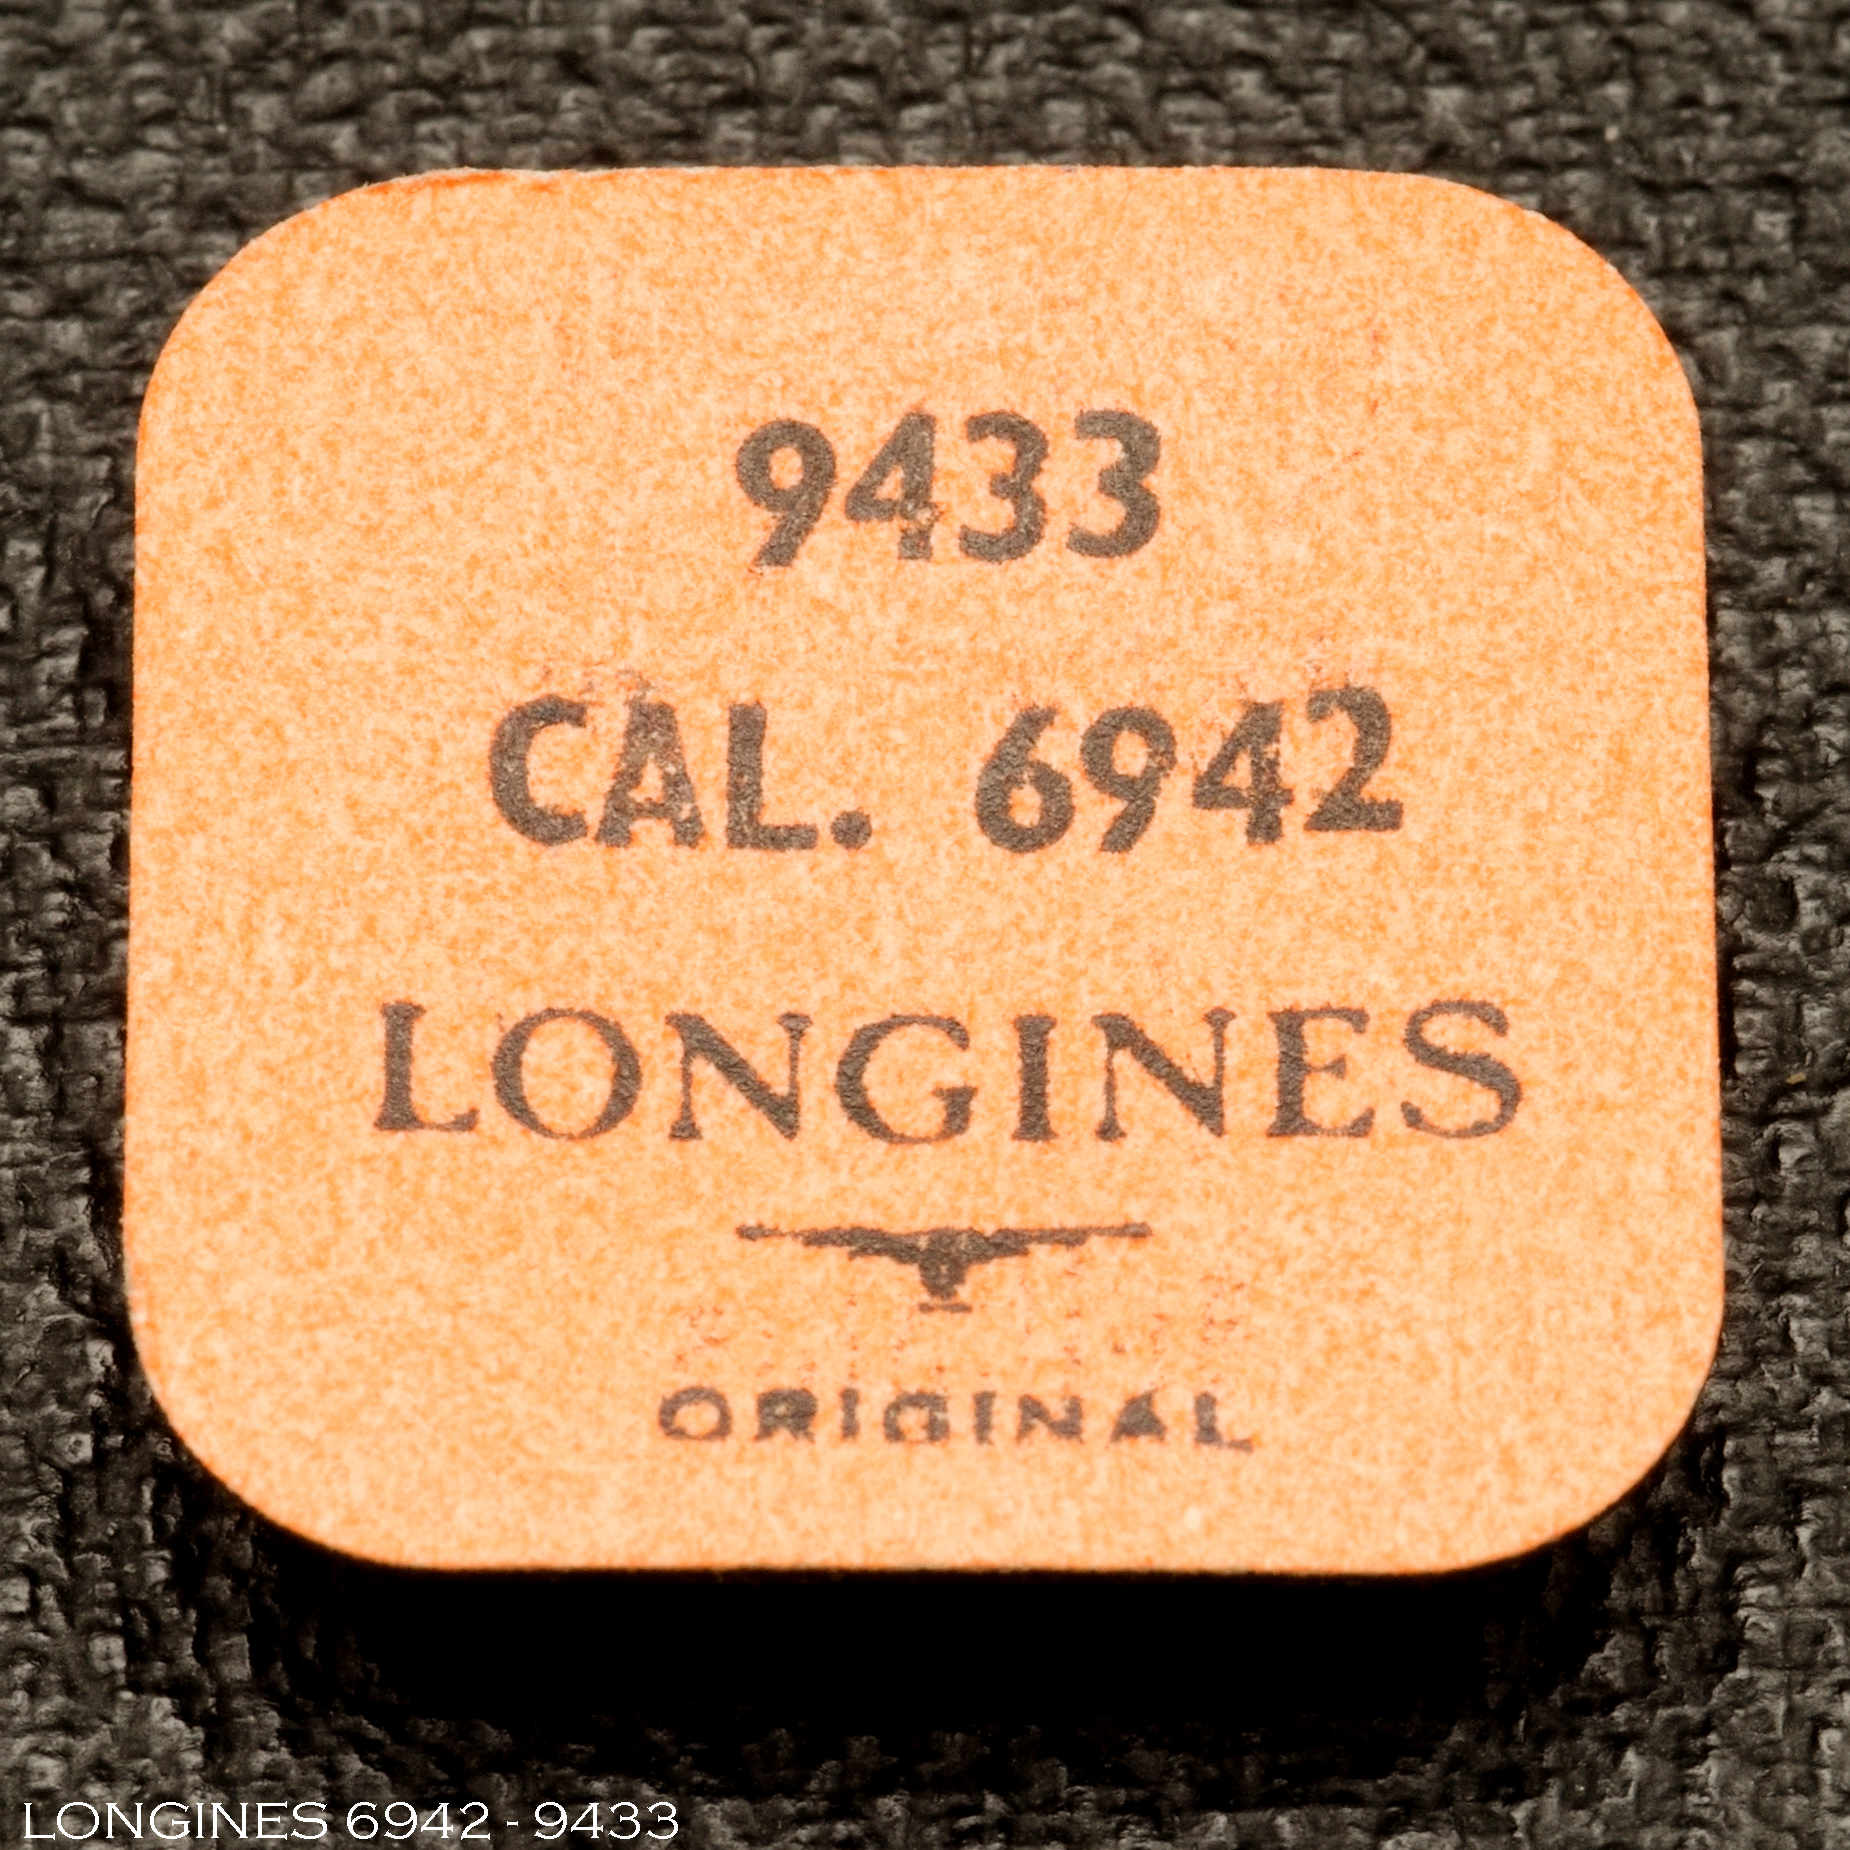 9433
CAL. 6942
LONGINES
ORIGINAL
LONGINES 6942 - 9433